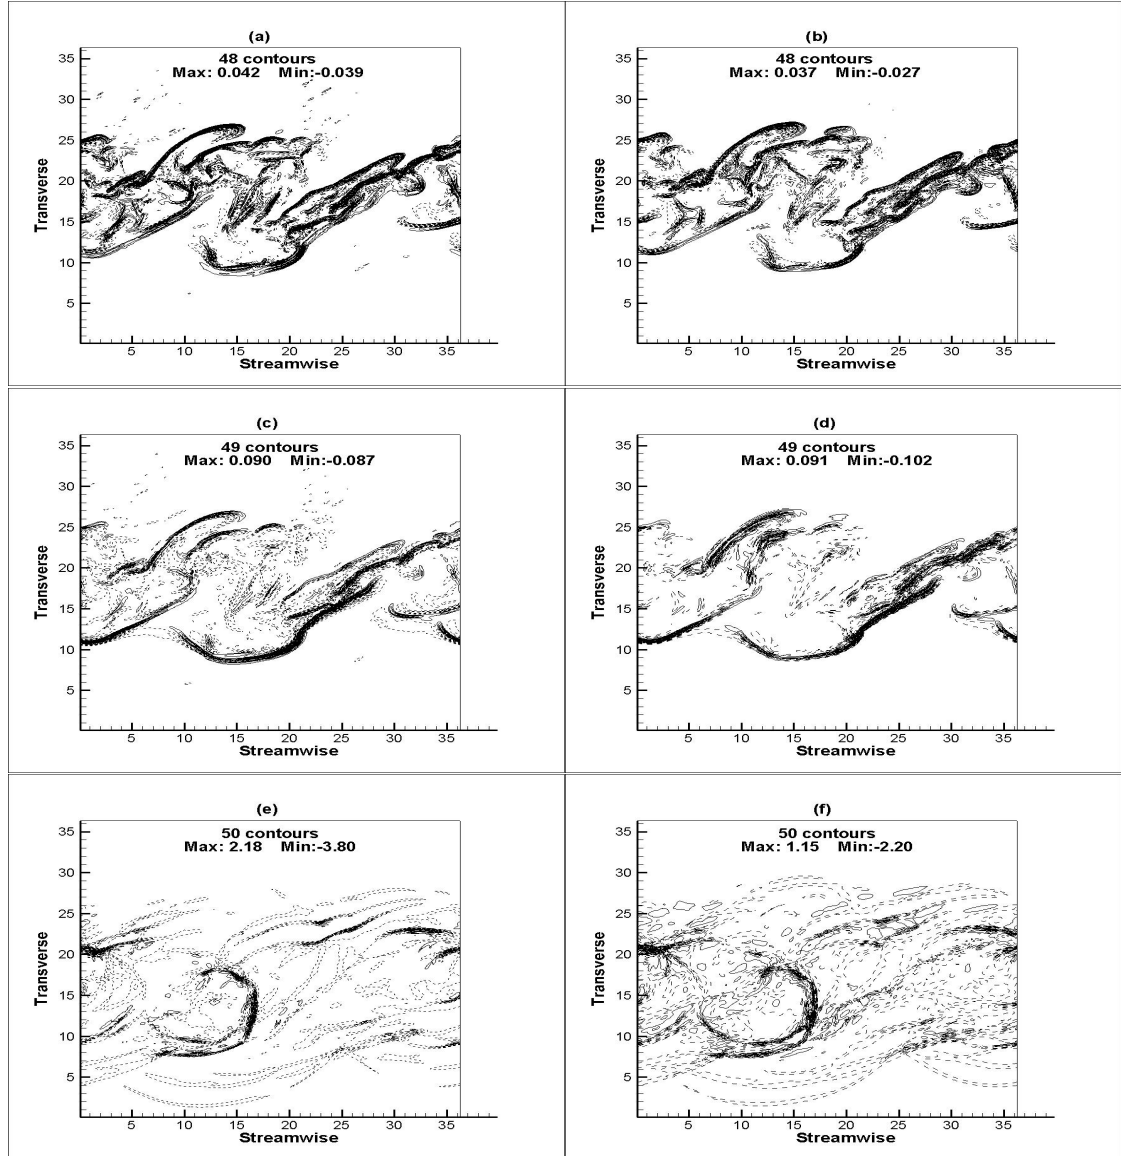 (a)
48 contours
Max: 0.042 Min:-0.039
35
30
25
20
15
10
5
Transverse
5 10 15 20 25 30 35
Streamwise
(b)
48 contours
Max: 0.037 Min:-0.027
35
30
25
20
15
10
5
Transverse
5 10 15 20 25 30 35
Streamwise
(c)
49 contours
Max: 0.090 Min:-0.087
35
30
25
20
15
10
5
Transverse
5 10 15 20 25 30 35
Streamwise
(d)
49 contours
Max: 0.091 Min:-0.102
35
30
25
20
15
10
5
Transverse
5 10 15 20 25 30 35
Streamwise
(e)
50 contours
Max: 2.18 Min:-3.80
35
30
25
20
15
10
5
Transverse
5 10 15 20 25 30 35
Streamwise
(f)
50 contours
Max: 1.15 Min:-2.20
35
30
25
20
15
10
5
Transverse
5 10 15 20 25 30 35
Streamwise